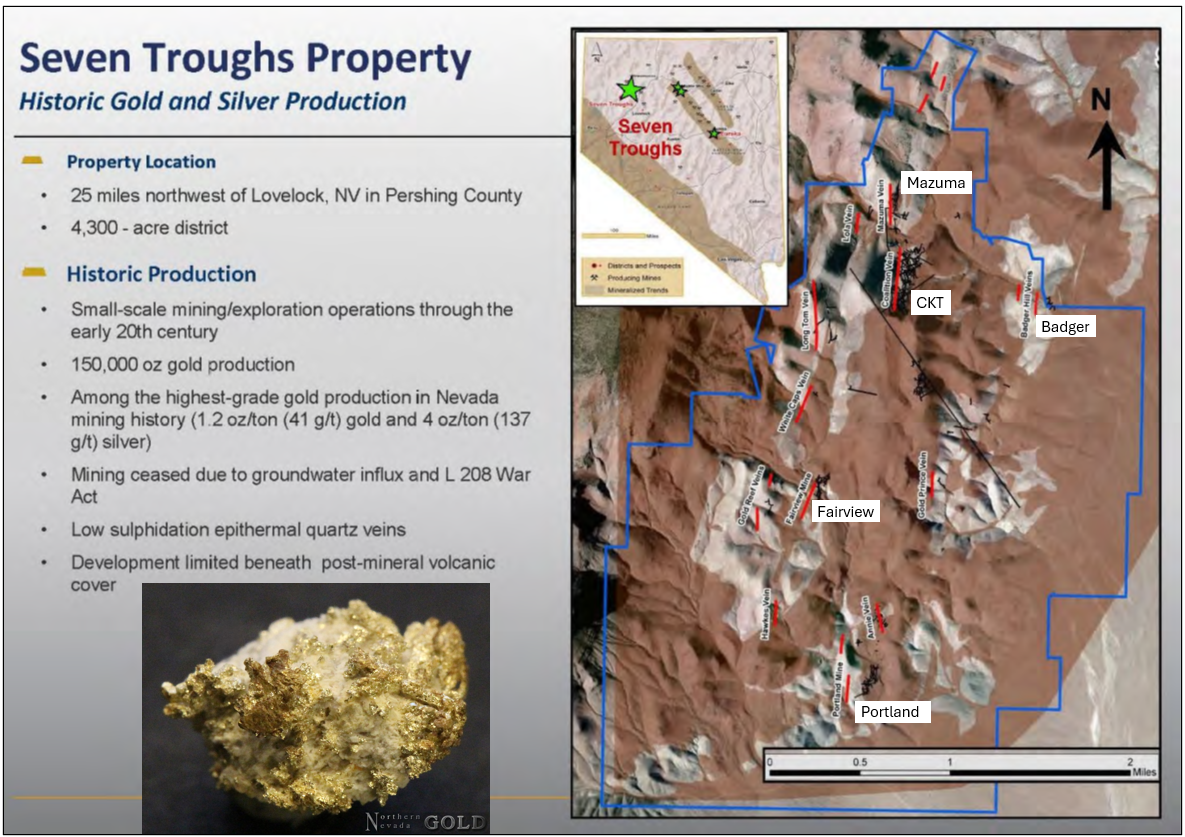 Seven Troughs Property
Historic Gold and Silver Production
Property Location
• 25 miles northwest of Lovelock, NV in Pershing County
• 4,300 - acre district
Historic Production
• Small-scale mining/exploration operations through the
early 20th century
• 150,000 oz gold production
• Among the highest-grade gold production in Nevada
mining history (1.2 oz/ton (41 g/t) gold and 4 oz/ton (137
g/t) silver)
• Mining ceased due to groundwater influx and L 208 War
Act
• Low sulphidation epithermal quartz veins
• Development limited beneath post-mineral volcanic
cover
Northern
Nevada GOLD
N
Seven Troughs
Lovelock
Seven
Troughs
Las Vegas
Miles
Districts and Prospects
Producing Mines
Mineralized Trends
N
Mazuma
Mazuma Vein
Lola Vein
Coalition Vein
CKT
Badger Hill Veins
Badger
Long Tom Vein
White Caps Vein
Gold Reef Veins
Fairview Mine
Fairview
Gold Prince Vein
Hawkes Vein
Annie Vein
Portland Mine
Portland
0 0.5 1 2
Miles